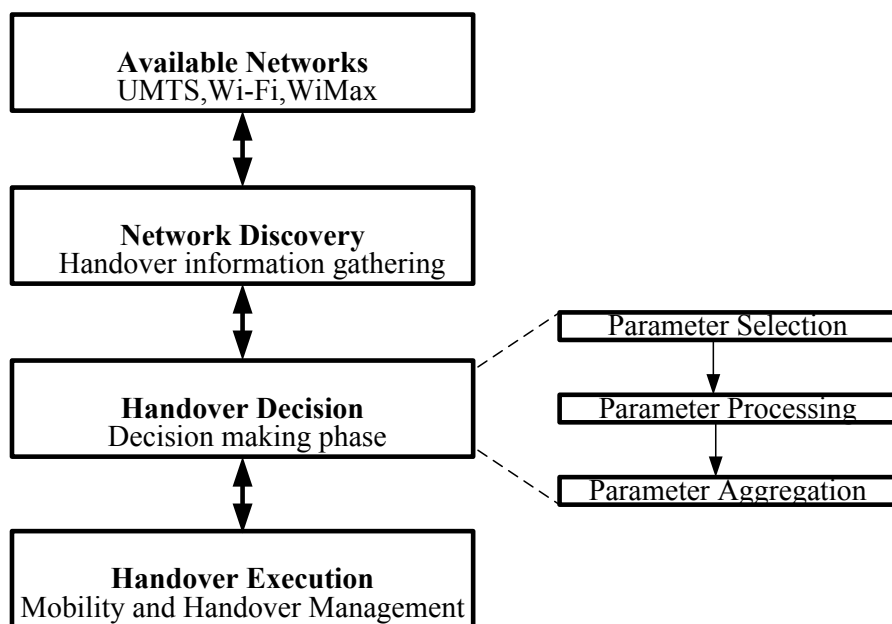 Available Networks
UMTS,Wi-Fi,WiMax
Network Discovery
Handover information gathering
Handover Decision
Decision making phase
Handover Execution
Mobility and Handover Management
Parameter Selection
Parameter Processing
Parameter Aggregation